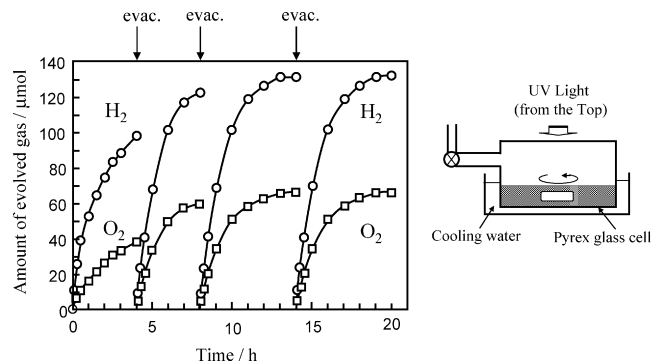 evac.
evac.
evac.
140
120
100
80
60
40
20
0
H2
O2
H2
O2
Amount of evolved gas / μmol
0
5
10
15
20
Time / h
UV Light
(from the Top)
Cooling water
Pyrex glass cell